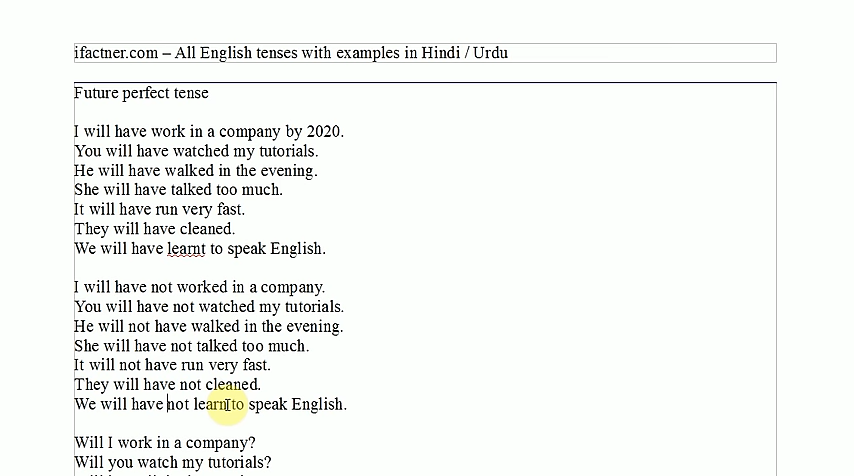 ifactner.com – All English tenses with examples in Hindi / Urdu
Future perfect tense
I will have work in a company by 2020.
You will have watched my tutorials.
He will have walked in the evening.
She will have talked too much.
It will have run very fast.
They will have cleaned.
We will have learnt to speak English.
I will have not worked in a company.
You will have not watched my tutorials.
He will not have walked in the evening.
She will have not talked too much.
It will not have run very fast.
They will have not cleaned.
We will have not learn to speak English.
Will I work in a company?
Will you watch my tutorials?